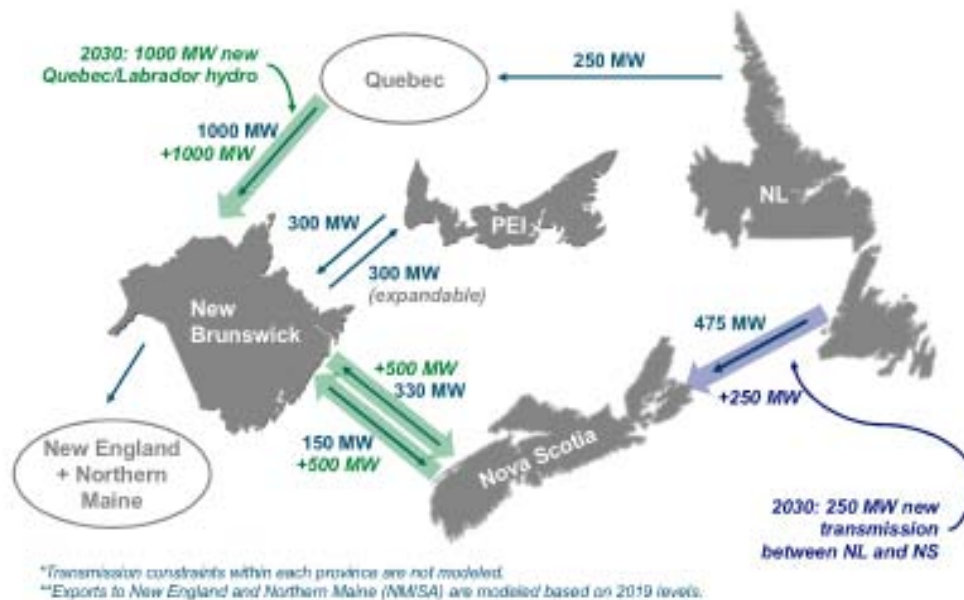 2030: 1000 MW new
Quebec/Labrador hydro
Quebec
250 MW
1000 MW
+1000 MW
NL
300 MW
PEI
300 MW
(expandable)
New
Brunswick
475 MW
+250 MW
+500 MW
330 MW
150 MW
+500 MW
Nova Scotia
New England
+ Northern
Maine
2030: 250 MW new
transmission
between NL and NS
*Transmission constraints within each province are not modeled.
**Exports to New England and Northern Maine (NMISA) are modeled based on 2019 levels.